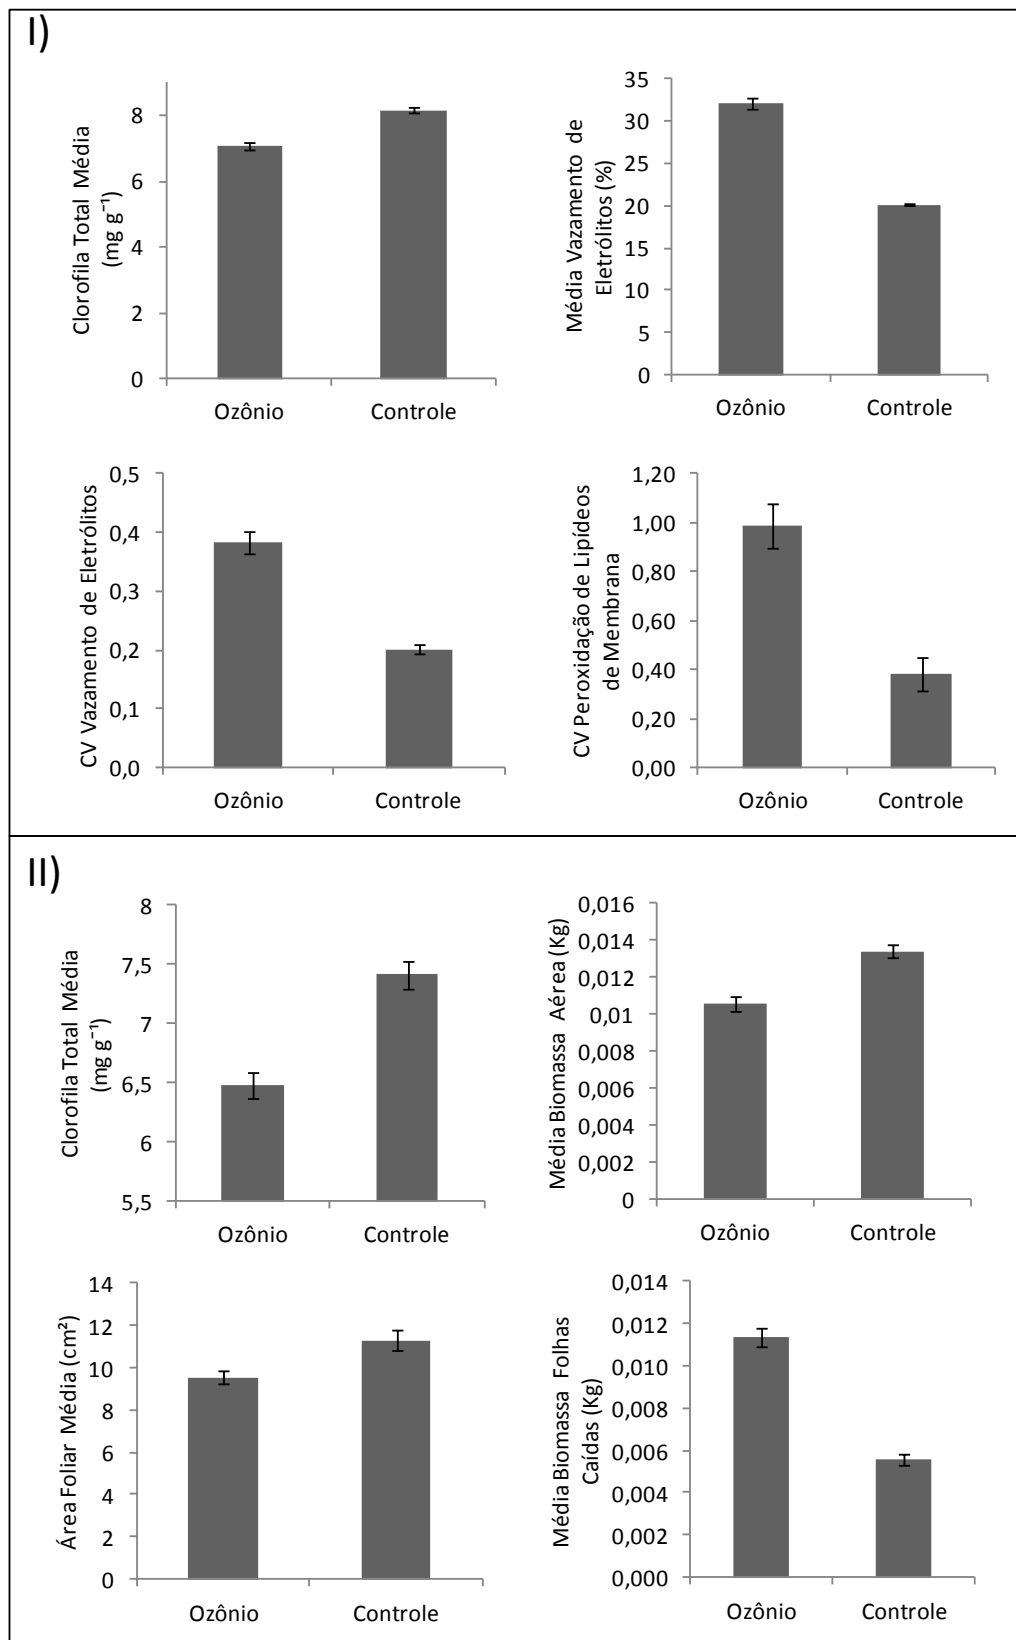 I)
Clorofila Total Média
(mg g⁻¹)
8
6
4
2
0
Ozônio Controle
Média Vazamento de
Eletrólitos (%)
35
30
25
20
15
10
5
0
Ozônio Controle
CV Vazamento de Eletrólitos
0,5
0,4
0,3
0,2
0,1
0,0
Ozônio Controle
CV Peroxidação de Lipídeos
de Membrana
1,20
1,00
0,80
0,60
0,40
0,20
0,00
Ozônio Controle
II)
Clorofila Total Média
(mg g⁻¹)
8
7,5
7
6,5
6
5,5
Ozônio Controle
Média Biomassa Aérea (Kg)
0,016
0,014
0,012
0,01
0,008
0,006
0,004
0,002
0
Ozônio Controle
Área Foliar Média (cm²)
14
12
10
8
6
4
2
0
Ozônio Controle
Média Biomassa Folhas
Caídas (Kg)
0,014
0,012
0,010
0,008
0,006
0,004
0,002
0,000
Ozônio Controle